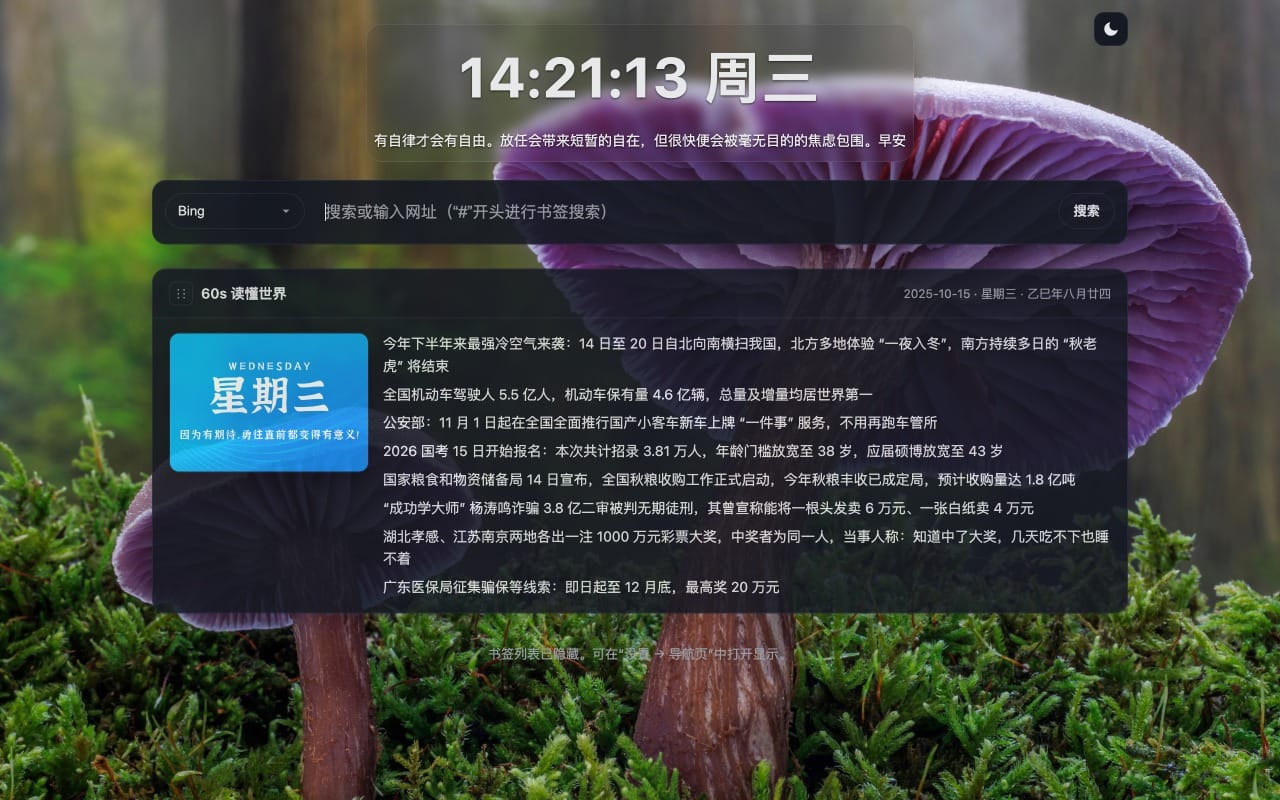 14:21:13 周三
有自律才会有自由。放任会带来短暂的自在，但很快便会被毫无目的的焦虑包围。早安
Bing
搜索或输入网址（“#”开头进行书签搜索）
搜索
60s 读懂世界
2025-10-15 · 星期三 · 乙巳年八月廿四
WEDNESDAY
星期三
因为有期待,勇往直前都变得有意义!
今年下半年来最强冷空气来袭：14 日至 20 日自北向南横扫我国，北方多地体验 “一夜入冬”，南方持续多日的 “秋老
虎” 将结束
全国机动车驾驶人 5.5 亿人，机动车保有量 4.6 亿辆，总量及增量均居世界第一
公安部：11 月 1 日起在全国全面推行国产小客车新车上牌 “一件事” 服务，不用再跑车管所
2026 国考 15 日开始报名：本次共计招录 3.81 万人，年龄门槛放宽至 38 岁，应届硕博放宽至 43 岁
国家粮食和物资储备局 14 日宣布，全国秋粮收购工作正式启动，今年秋粮丰收已成定局，预计收购量达 1.8 亿吨
“成功学大师” 杨涛鸣诈骗 3.8 亿二审被判无期徒刑，其曾宣称能将一根头发卖 6 万元、一张白纸卖 4 万元
湖北孝感、江苏南京两地各出一注 1000 万元彩票大奖，中奖者为同一人，当事人称：知道中了大奖，几天吃不下也睡
不着
广东医保局征集骗保等线索：即日起至 12 月底，最高奖 20 万元
书签列表已隐藏。可在“设置 → 导航页”中打开显示。